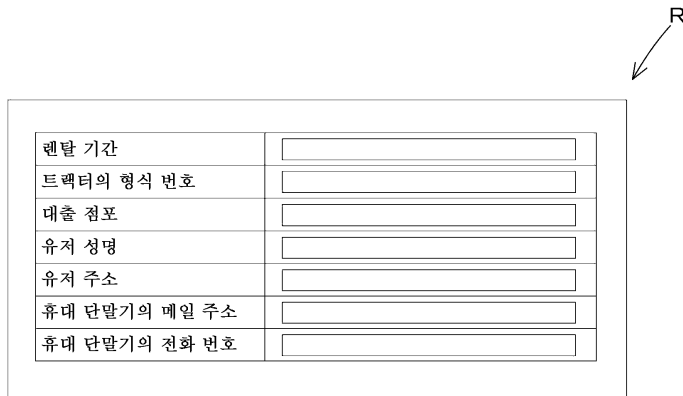 R
렌탈 기간
트랙터의 형식 번호
대출 점포
유저 성명
유저 주소
휴대 단말기의 메일 주소
휴대 단말기의 전화 번호